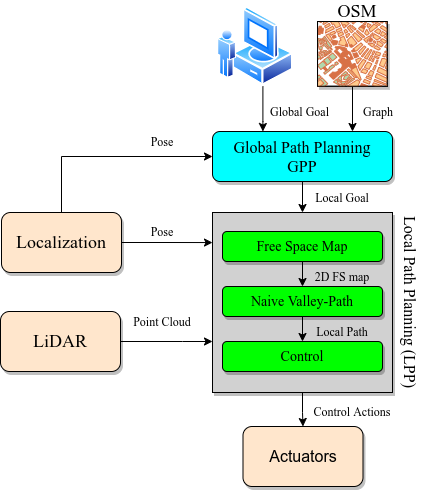 OSM
Global Goal
Graph
Pose
Global Path Planning
GPP
Local Goal
Localization
Pose
Free Space Map
2D FS map
Naive Valley-Path
Local Path
Control
Local Path Planning (LPP)
Point Cloud
LiDAR
Control Actions
Actuators